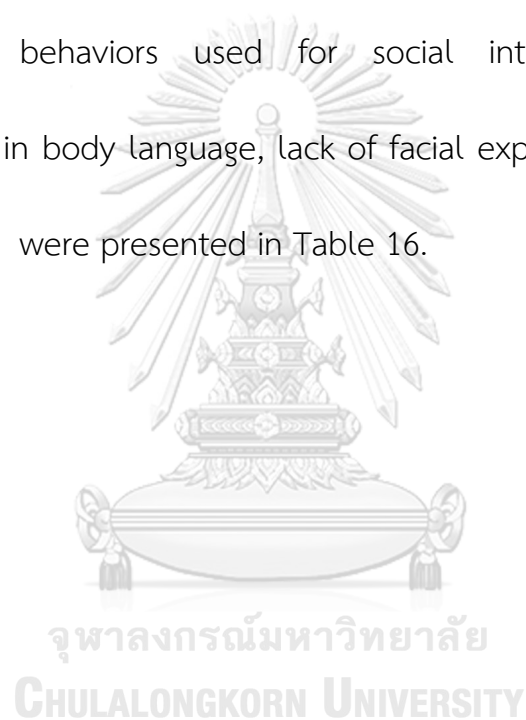 behaviors used for social int
in body language, lack of facial exp
were presented in Table 16.
จุฬาลงกรณ์มหาวิทยาลัย
CHULALONGKORN UNIVERSITY